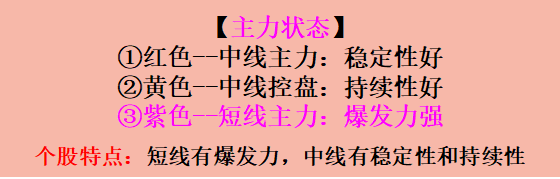 【主力状态】
①红色--中线主力：稳定性好
②黄色--中线控盘：持续性好
③紫色--短线主力：爆发力强
个股特点：短线有爆发力，中线有稳定性和持续性